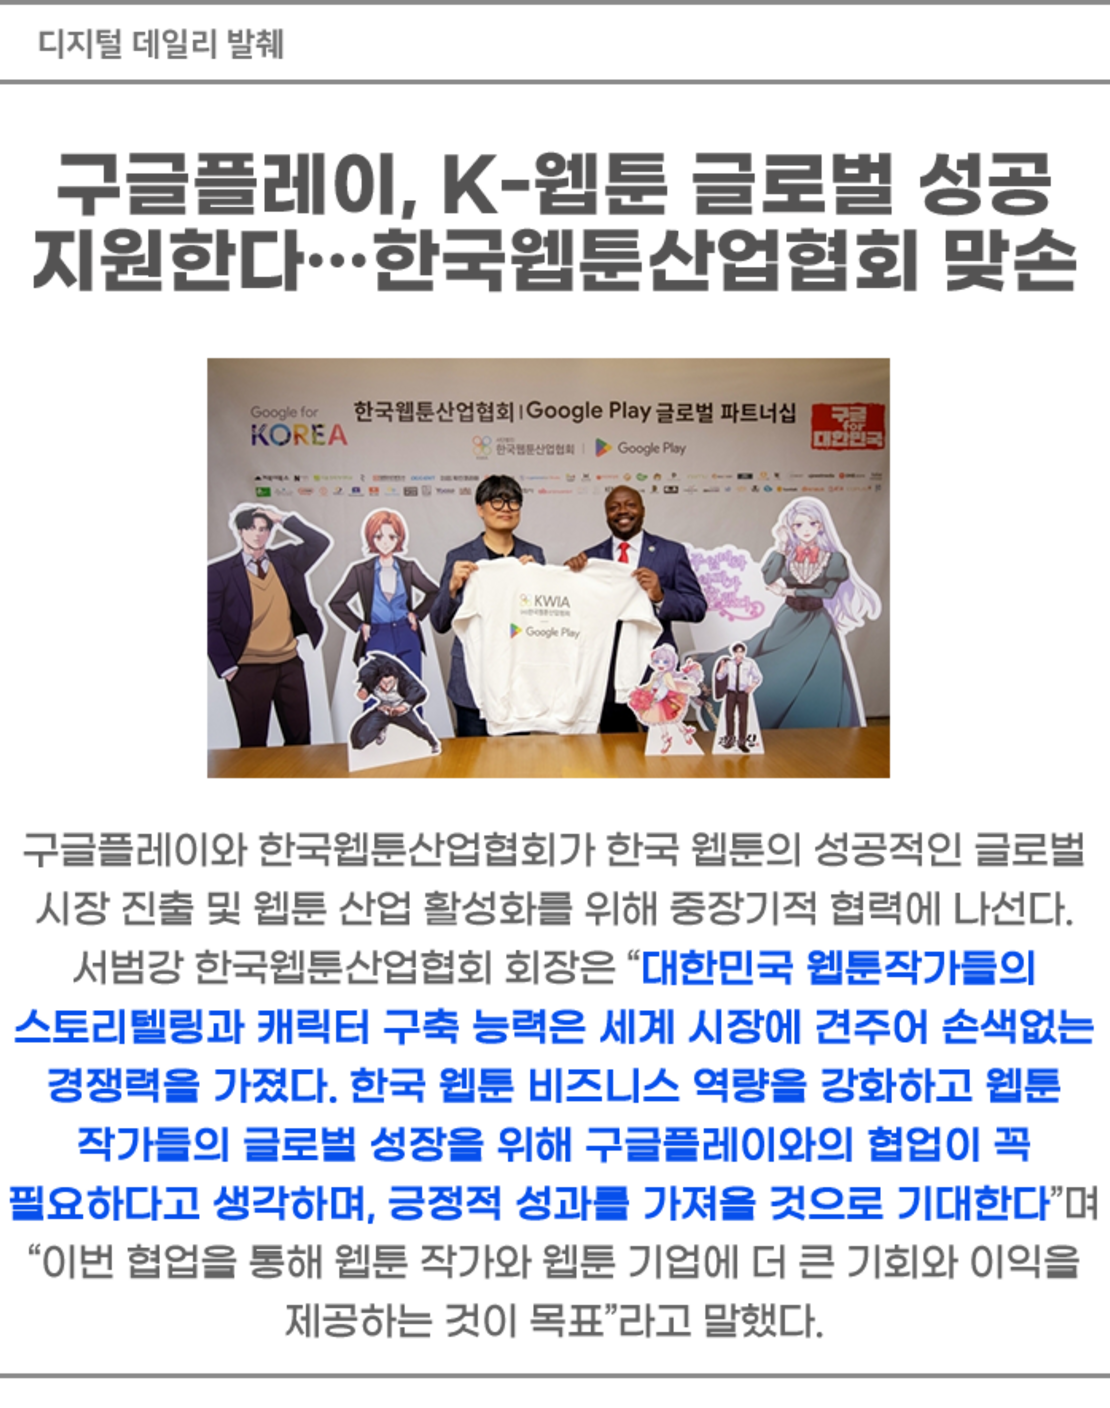 디지털 데일리 발췌
구글플레이, K-웹툰 글로벌 성공
지원한다···한국웹툰산업협회 맞손
Google for
KOREA
한국웹툰산업협회 | Google Play 글로벌 파트너십
한국웹툰산업협회 | Google Play
구글
for
대한민국
KWIA
한국웹툰산업협회
Google Play
구글플레이와 한국웹툰산업협회가 한국 웹툰의 성공적인 글로벌
시장 진출 및 웹툰 산업 활성화를 위해 중장기적 협력에 나선다.
서범강 한국웹툰산업협회 회장은 “대한민국 웹툰작가들의
스토리텔링과 캐릭터 구축 능력은 세계 시장에 견주어 손색없는
경쟁력을 가졌다. 한국 웹툰 비즈니스 역량을 강화하고 웹툰
작가들의 글로벌 성장을 위해 구글플레이와의 협업이 꼭
필요하다고 생각하며, 긍정적 성과를 가져올 것으로 기대한다”며
“이번 협업을 통해 웹툰 작가와 웹툰 기업에 더 큰 기회와 이익을
제공하는 것이 목표”라고 말했다.